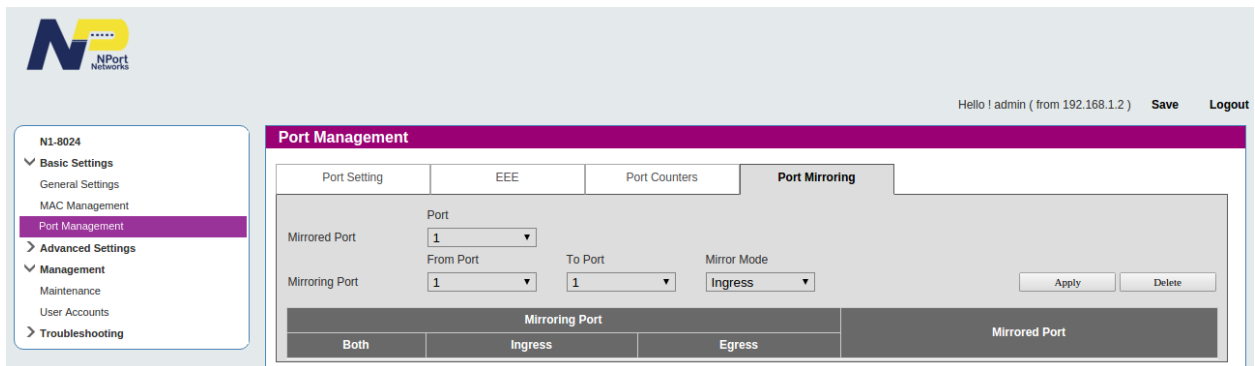 NPort
Networks
Hello ! admin ( from 192.168.1.2 ) Save Logout
N1-8024
Basic Settings
General Settings
MAC Management
Port Management
Advanced Settings
Management
Maintenance
User Accounts
Troubleshooting
Port Management
Port Setting EEE Port Counters Port Mirroring
Port
Mirrored Port 1
From Port To Port Mirror Mode
Mirroring Port 1 1 Ingress Apply Delete
Mirroring Port Mirrored Port
Both Ingress Egress